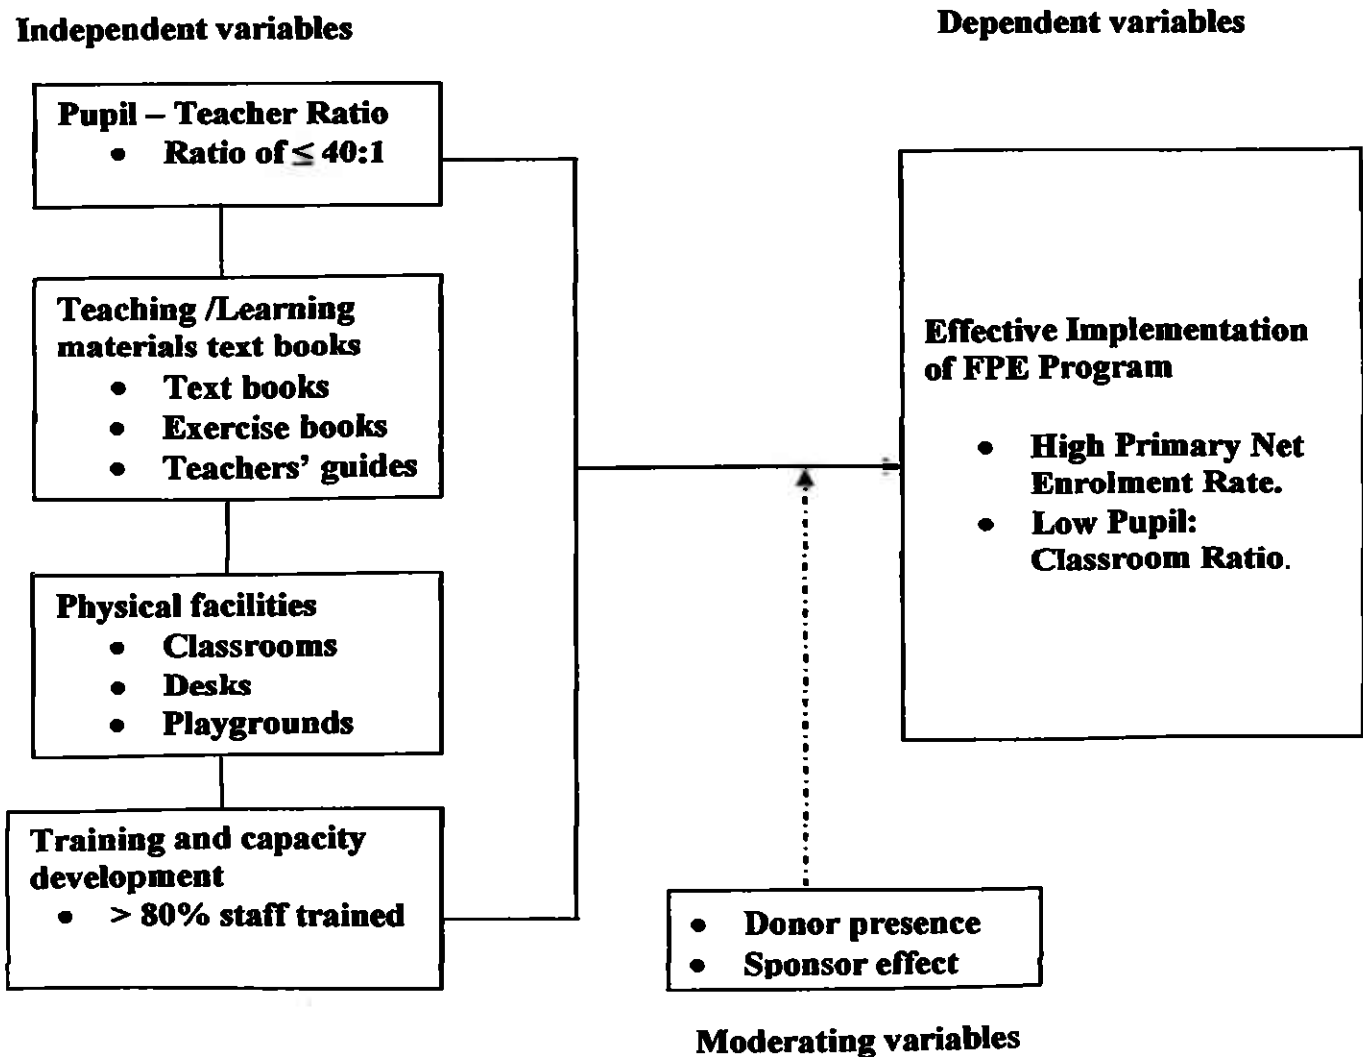 Independent variables
Dependent variables
Pupil – Teacher Ratio
• Ratio of ≤ 40:1
Teaching /Learning
materials text books
• Text books
• Exercise books
• Teachers’ guides
Physical facilities
• Classrooms
• Desks
• Playgrounds
Training and capacity
development
• > 80% staff trained
Effective Implementation
of FPE Program
• High Primary Net
Enrolment Rate.
• Low Pupil:
Classroom Ratio.
• Donor presence
• Sponsor effect
Moderating variables